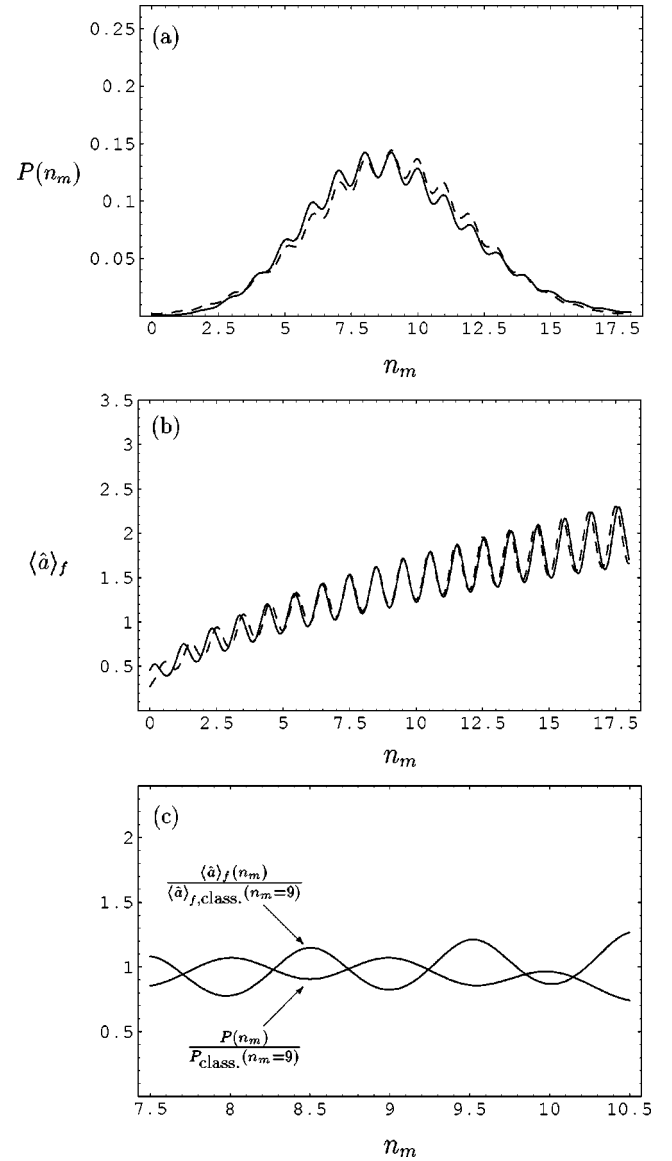 (a)
0.25
0.2
0.15
0.1
0.05
P(n_m)
0 2.5 5 7.5 10 12.5 15 17.5
n_m
(b)
3.5
3
2.5
2
1.5
1
0.5
⟨â⟩_f
0 2.5 5 7.5 10 12.5 15 17.5
n_m
(c)
2
1.5
1
0.5
⟨â⟩_f(n_m)
⟨â⟩_f,class.(n_m=9)
P(n_m)
P_class.(n_m=9)
7.5 8 8.5 9 9.5 10 10.5
n_m